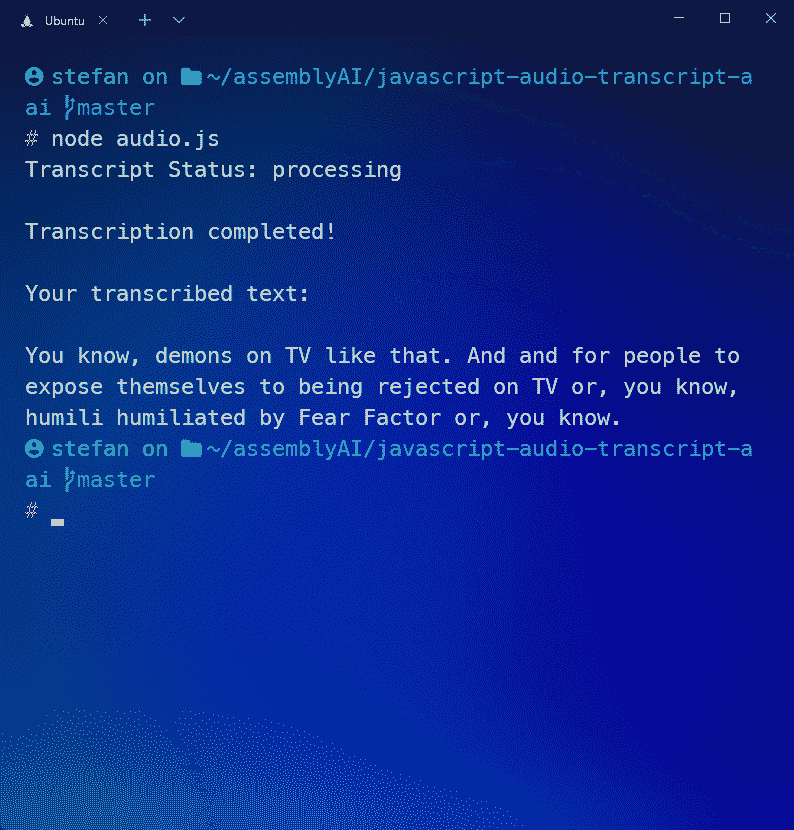 Ubuntu
stefan on ~/assemblyAI/javascript-audio-transcript-a
ai master
# node audio.js
Transcript Status: processing
Transcription completed!
Your transcribed text:
You know, demons on TV like that. And and for people to
expose themselves to being rejected on TV or, you know,
humili humiliated by Fear Factor or, you know.
stefan on ~/assemblyAI/javascript-audio-transcript-a
ai master
#